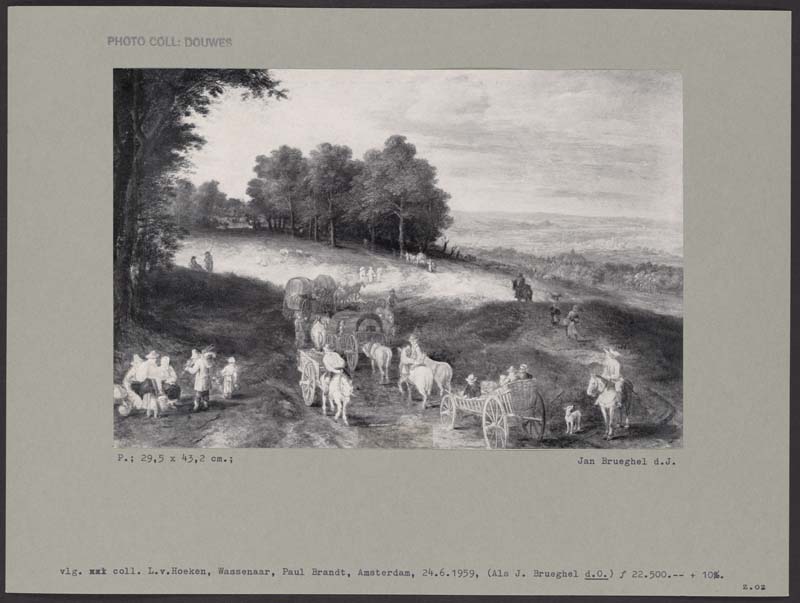 PHOTO COLL: DOUWES
P.; 29,5 x 43,2 cm.;
Jan Brueghel d.J.
vlg. coll. L.v.Hoeken, Wassenaar, Paul Brandt, Amsterdam, 24.6.1959, (Als J. Brueghel d.O.) ƒ 22.500.-- + 10%.
z.oz